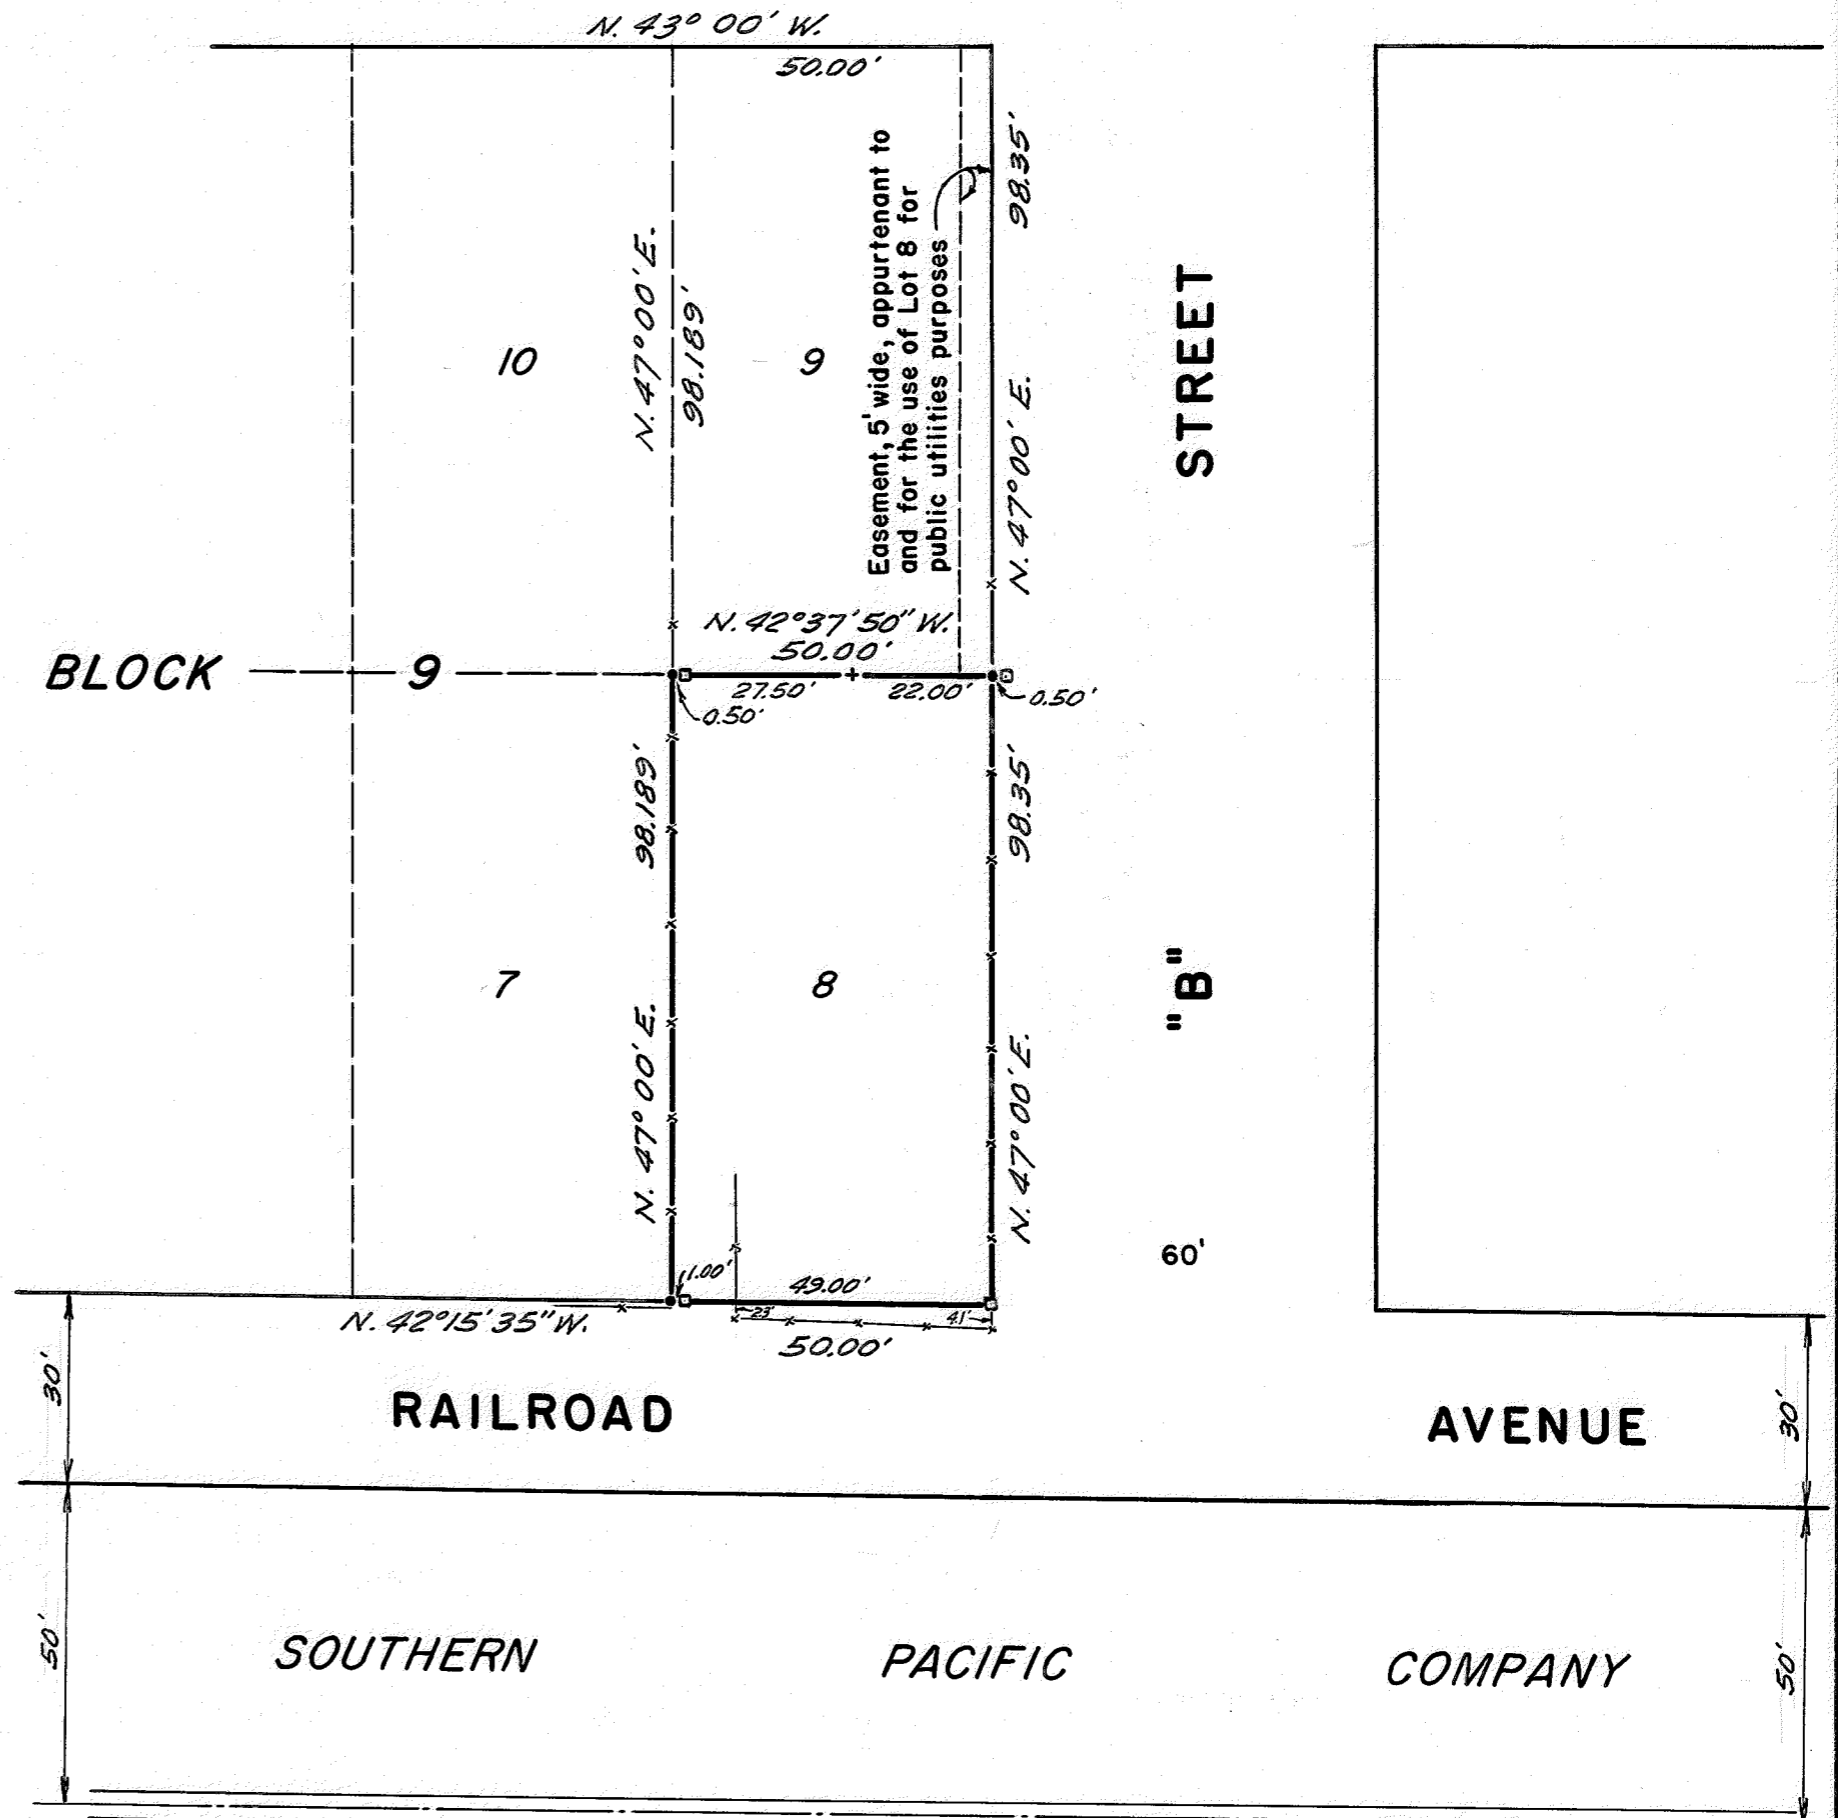 N. 43° 00' W.
50.00'
98.35'
Easement, 5' wide, appurtenant to
and for the use of Lot 8 for
public utilities purposes
N. 47° 00' E.
98.189'
10
9
STREET
N. 47° 00' E.
N. 42° 37' 50" W.
50.00'
BLOCK 9
27.50'
22.00'
0.50'
0.50'
98.189'
98.35'
7
8
"B"
N. 47° 00' E.
N. 47° 00' E.
60'
1.00'
49.00'
N. 42° 15' 35" W.
.23'
.41'
50.00'
30'
RAILROAD AVENUE
30'
50'
SOUTHERN PACIFIC COMPANY
50'